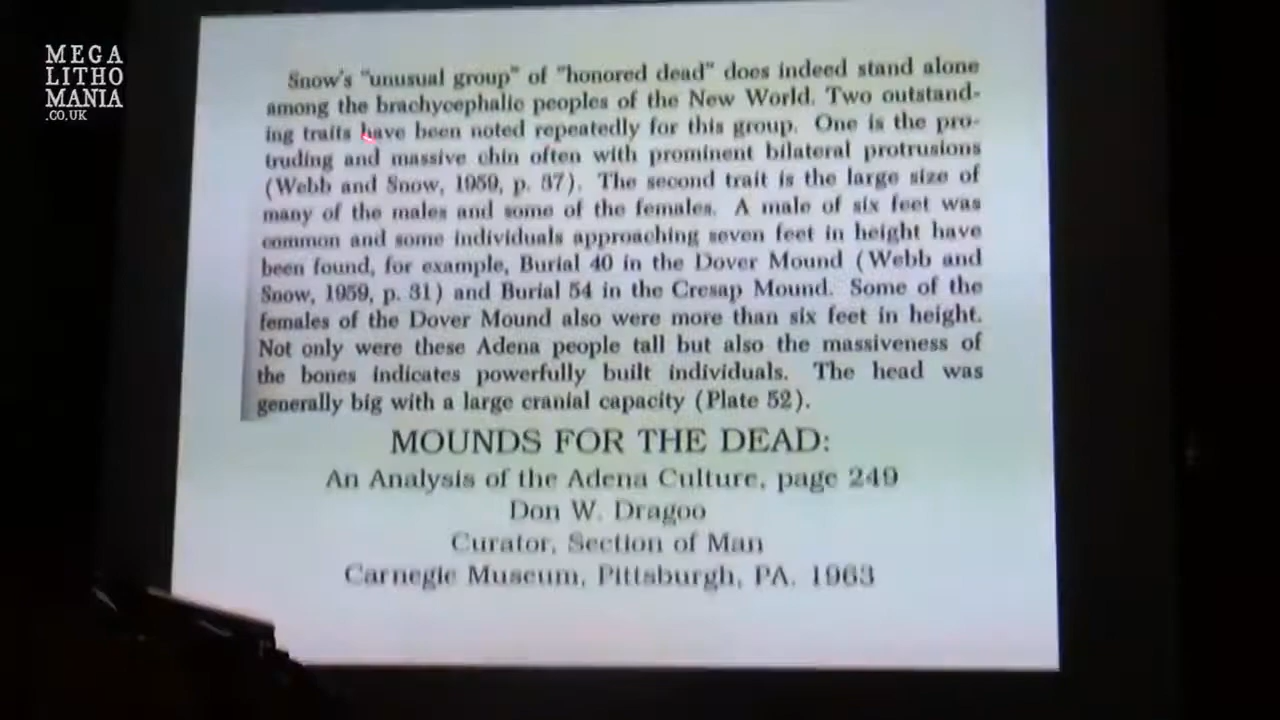 MEGA
LITHO
MANIA
.CO.UK
Snow's "unusual group" of "honored dead" does indeed stand alone
among the brachycephalic peoples of the New World. Two outstand-
ing traits have been noted repeatedly for this group. One is the pro-
truding and massive chin often with prominent bilateral protrusions
(Webb and Snow, 1959, p. 37). The second trait is the large size of
many of the males and some of the females. A male of six feet was
common and some individuals approaching seven feet in height have
been found, for example, Burial 40 in the Dover Mound (Webb and
Snow, 1959, p. 31) and Burial 54 in the Cresap Mound. Some of the
females of the Dover Mound also were more than six feet in height.
Not only were these Adena people tall but also the massiveness of
the bones indicates powerfully built individuals. The head was
generally big with a large cranial capacity (Plate 52).
MOUNDS FOR THE DEAD:
An Analysis of the Adena Culture, page 249
Don W. Dragoo
Curator, Section of Man
Carnegie Museum, Pittsburgh, PA. 1963